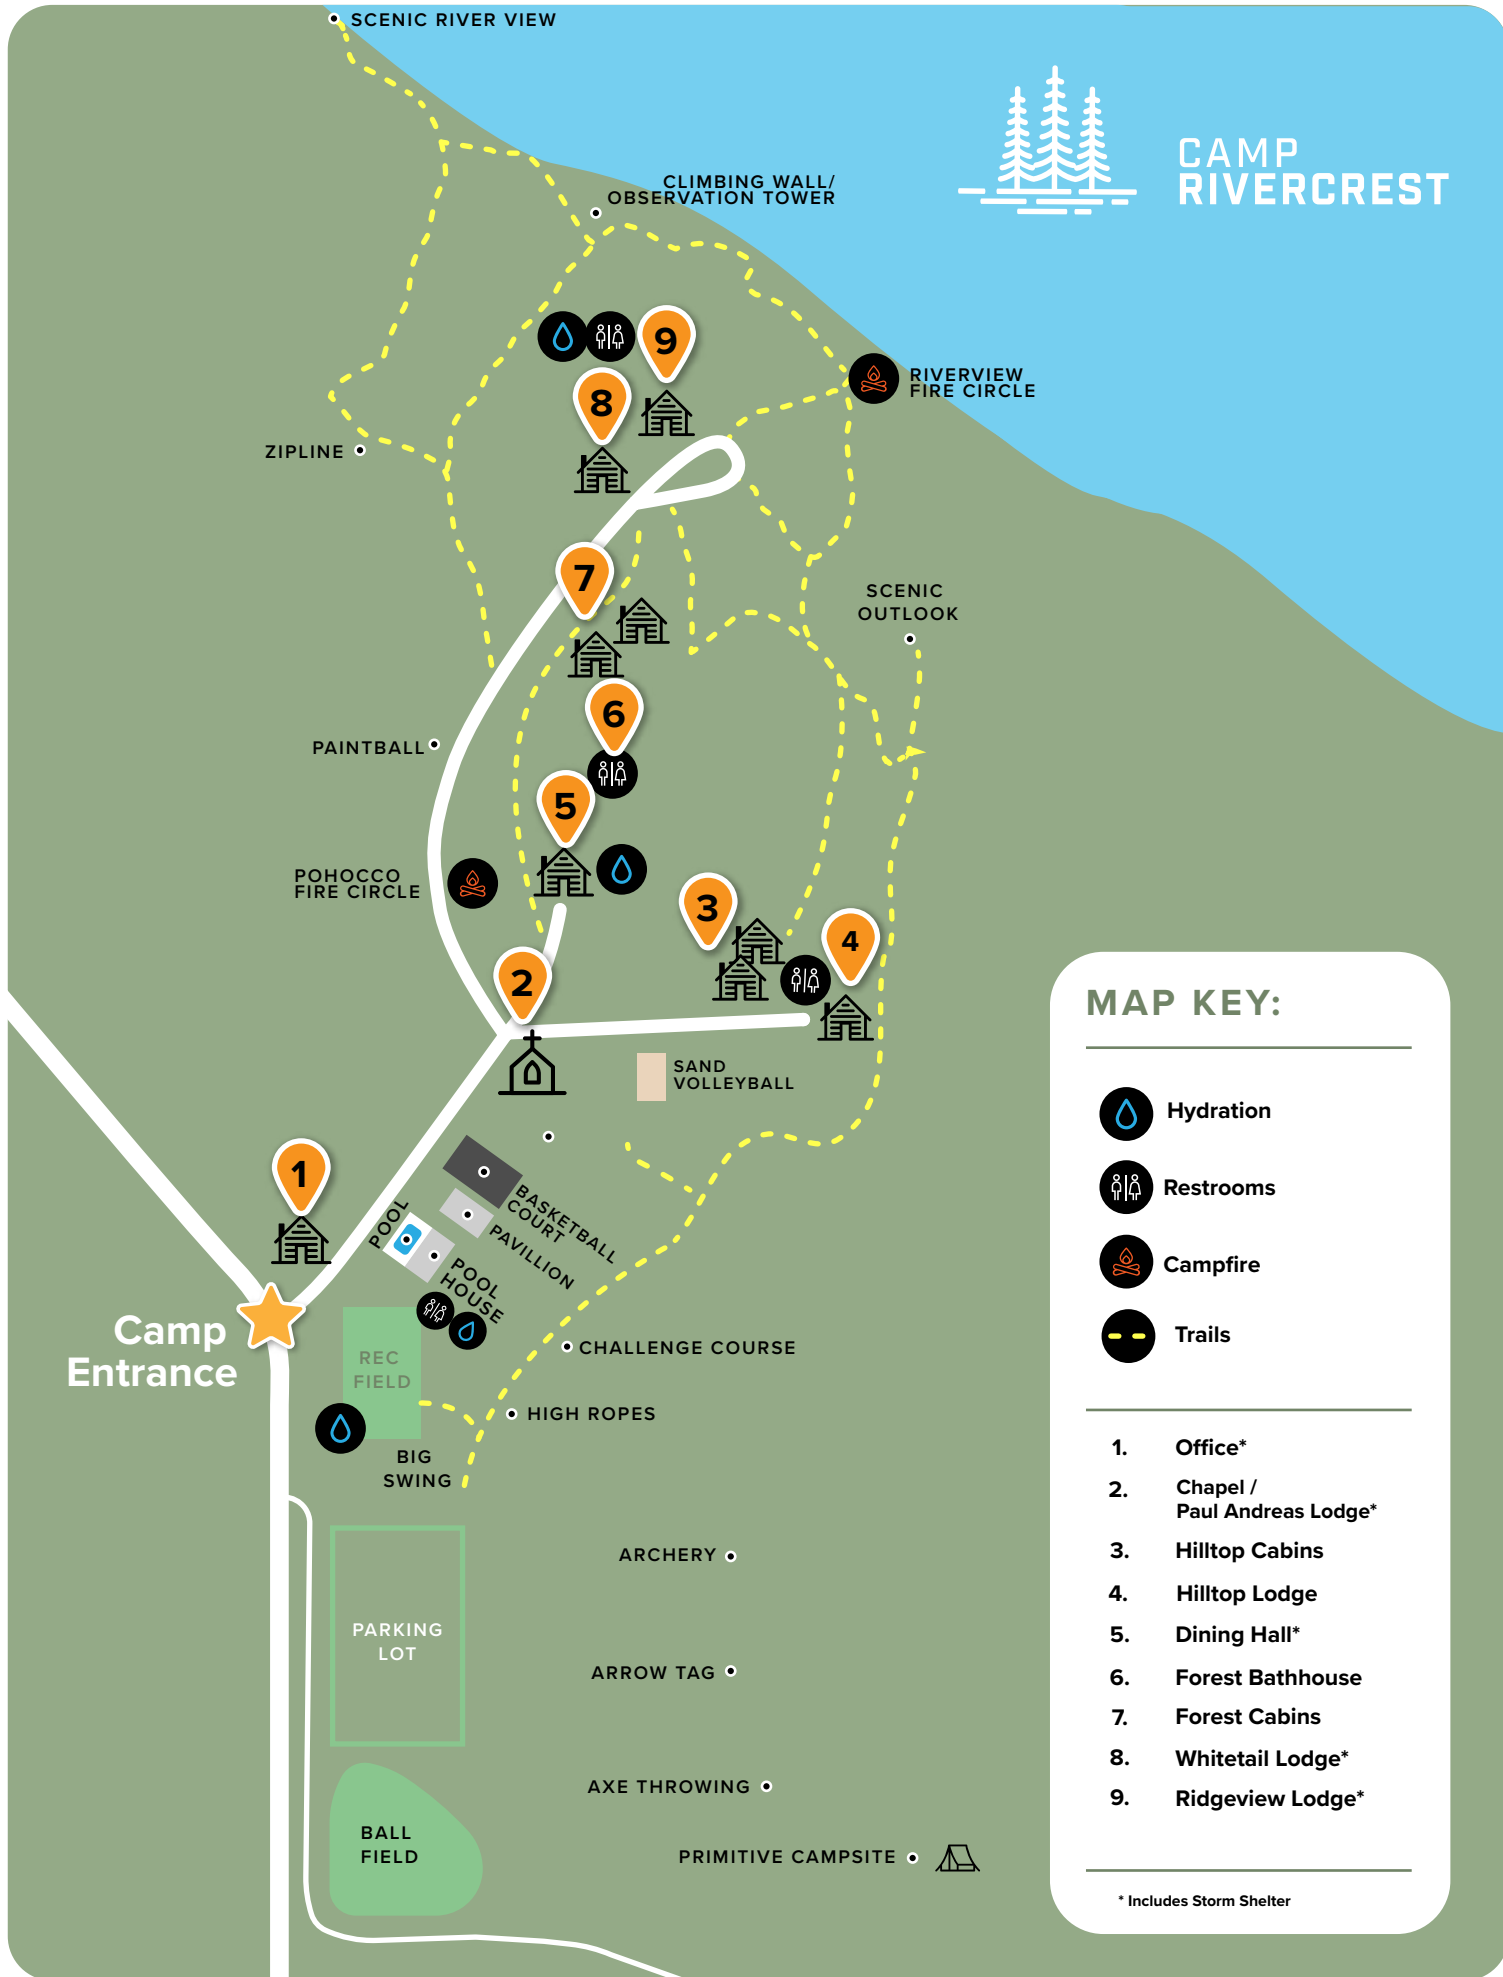 SCENIC RIVER VIEW
CAMP
RIVERCREST
CLIMBING WALL/
OBSERVATION TOWER
9
RIVERVIEW
FIRE CIRCLE
8
ZIPLINE
7
SCENIC
OUTLOOK
6
PAINTBALL
5
POHOCCO
FIRE CIRCLE
3
4
2
SAND
VOLLEYBALL
1
BASKETBALL
COURT
PAVILLION
POOL
POOL
HOUSE
Camp
Entrance
CHALLENGE COURSE
REC
FIELD
HIGH ROPES
BIG
SWING
ARCHERY
PARKING
LOT
ARROW TAG
AXE THROWING
BALL
FIELD
PRIMITIVE CAMPSITE
MAP KEY:
Hydration
Restrooms
Campfire
Trails
1. Office*
2. Chapel /
Paul Andreas Lodge*
3. Hilltop Cabins
4. Hilltop Lodge
5. Dining Hall*
6. Forest Bathhouse
7. Forest Cabins
8. Whitetail Lodge*
9. Ridgeview Lodge*
* Includes Storm Shelter